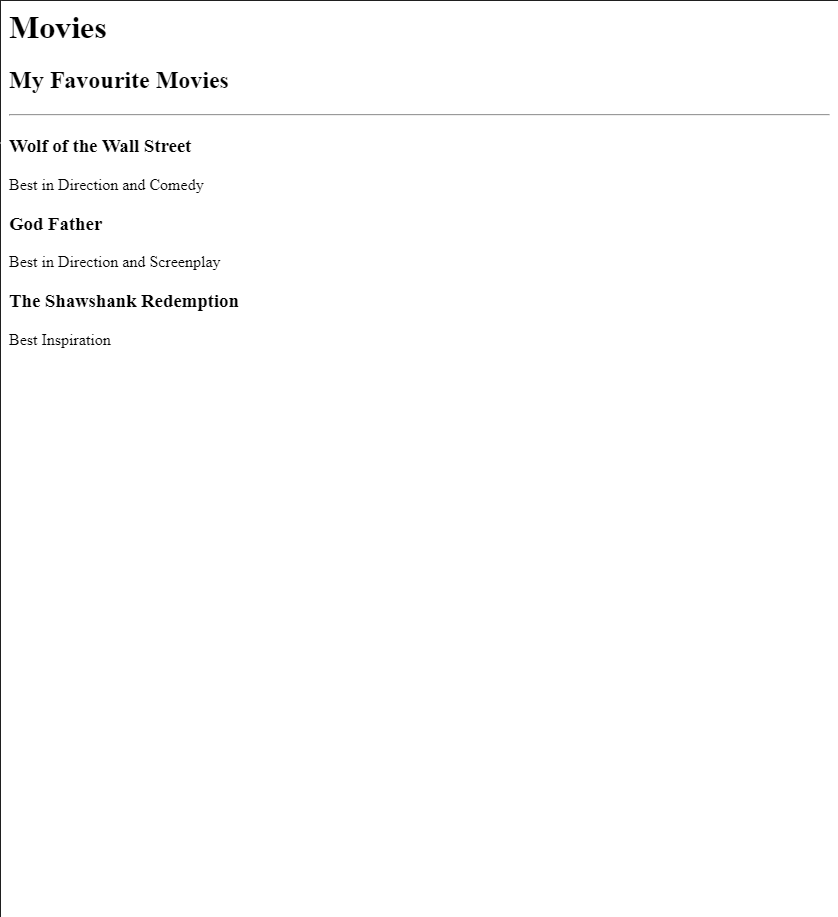 Movies
My Favourite Movies
Wolf of the Wall Street
Best in Direction and Comedy
God Father
Best in Direction and Screenplay
The Shawshank Redemption
Best Inspiration